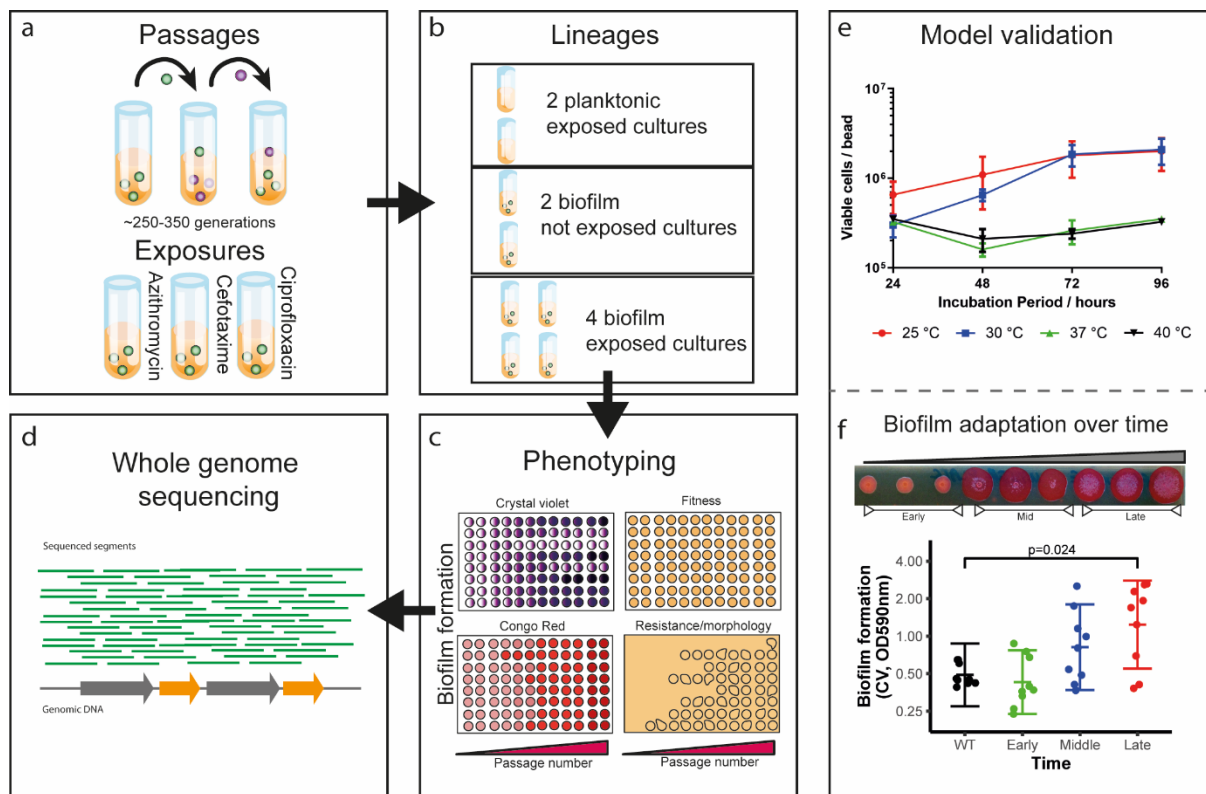 a
Passages
~250-350 generations
Exposures
Azithromycin
Cefotaxime
Ciprofloxacin
b
Lineages
2 planktonic
exposed cultures
2 biofilm
not exposed cultures
4 biofilm
exposed cultures
c
Phenotyping
Crystal violet
Fitness
Biofilm formation
Congo Red
Resistance/morphology
Passage number
Passage number
d
Whole genome
sequencing
Sequenced segments
Genomic DNA
e
Model validation
Viable cells / bead
10⁷
10⁶
10⁵
24
48
72
96
Incubation Period / hours
25 °C
30 °C
37 °C
40 °C
f
Biofilm adaptation over time
Early
Mid
Late
p=0.024
Biofilm formation
(CV, OD590nm)
4.00
2.00
1.00
0.50
0.25
WT
Early
Middle
Late
Time